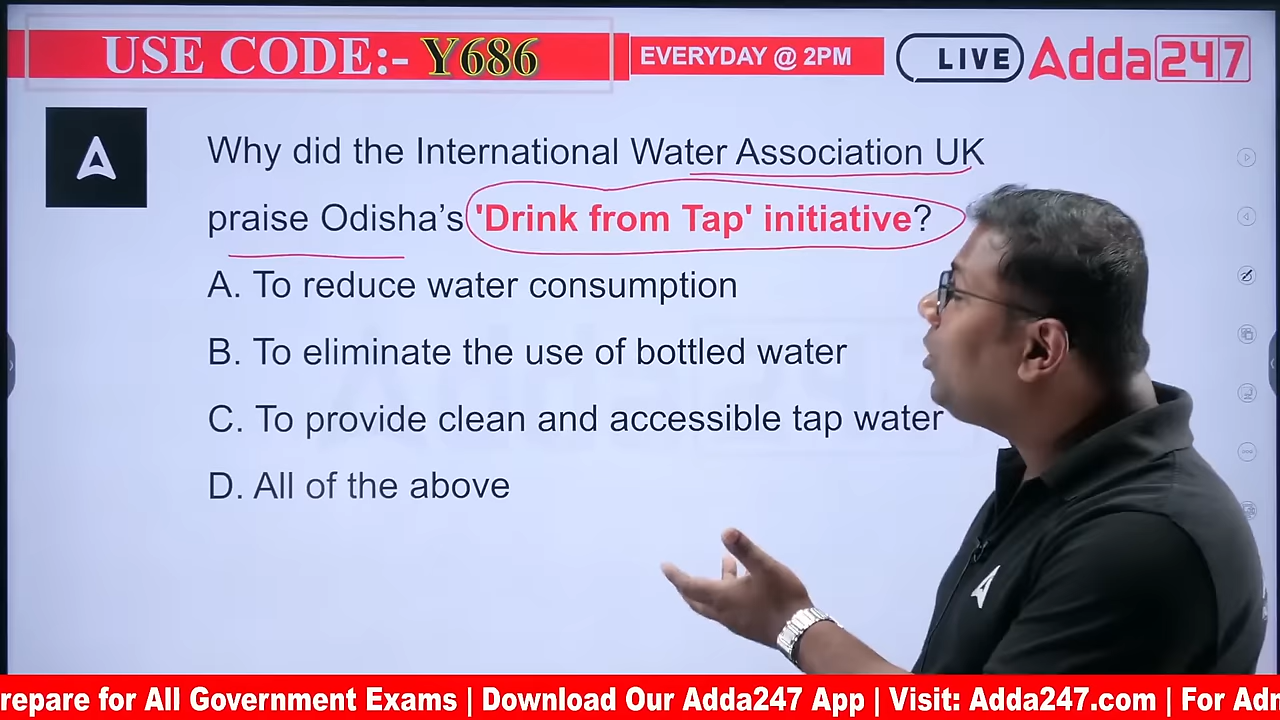 USE CODE:- Y686
EVERYDAY @ 2PM
LIVE
Adda247
Why did the International Water Association UK
praise Odisha’s 'Drink from Tap' initiative?
A. To reduce water consumption
B. To eliminate the use of bottled water
C. To provide clean and accessible tap water
D. All of the above
repare for All Government Exams | Download Our Adda247 App | Visit: Adda247.com | For Adm